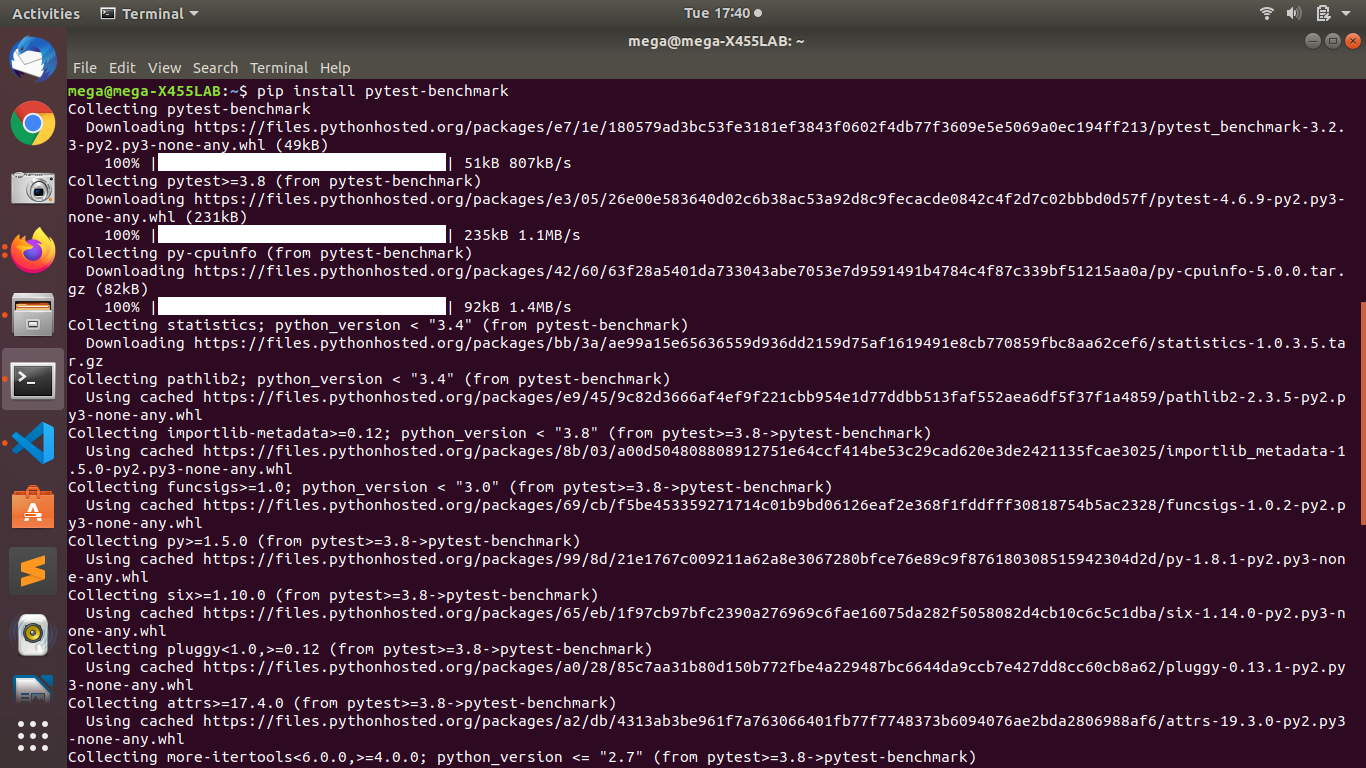 Activities Terminal Tue 17:40
mega@mega-X455LAB: ~
File Edit View Search Terminal Help
mega@mega-X455LAB:~$ pip install pytest-benchmark
Collecting pytest-benchmark
  Downloading https://files.pythonhosted.org/packages/e7/1e/180579ad3bc53fe3181ef3843f0602f4db77f3609e5e5069a0ec194ff213/pytest_benchmark-3.2.
3-py2.py3-none-any.whl (49kB)
    100% || 51kB 807kB/s
Collecting pytest>=3.8 (from pytest-benchmark)
  Downloading https://files.pythonhosted.org/packages/e3/05/26e00e583640d02c6b38ac53a92d8c9fecacde0842c4f2d7c02bbbd0d57f/pytest-4.6.9-py2.py3-
none-any.whl (231kB)
    100% || 235kB 1.1MB/s
Collecting py-cpuinfo (from pytest-benchmark)
  Downloading https://files.pythonhosted.org/packages/42/60/63f28a5401da733043abe7053e7d9591491b4784c4f87c339bf51215aa0a/py-cpuinfo-5.0.0.tar.
gz (82kB)
    100% || 92kB 1.4MB/s
Collecting statistics; python_version < "3.4" (from pytest-benchmark)
  Downloading https://files.pythonhosted.org/packages/bb/3a/ae99a15e65636559d936dd2159d75af1619491e8cb770859fbc8aa62cef6/statistics-1.0.3.5.ta
r.gz
Collecting pathlib2; python_version < "3.4" (from pytest-benchmark)
  Using cached https://files.pythonhosted.org/packages/e9/45/9c82d3666af4ef9f221cbb954e1d77ddbb513faf552aea6df5f37f1a4859/pathlib2-2.3.5-py2.p
y3-none-any.whl
Collecting importlib-metadata>=0.12; python_version < "3.8" (from pytest>=3.8->pytest-benchmark)
  Using cached https://files.pythonhosted.org/packages/8b/03/a00d504808808912751e64ccf414be53c29cad620e3de2421135fcae3025/importlib_metadata-1
.5.0-py2.py3-none-any.whl
Collecting funcsigs>=1.0; python_version < "3.0" (from pytest>=3.8->pytest-benchmark)
  Using cached https://files.pythonhosted.org/packages/69/cb/f5be453359271714c01b9bd06126eaf2e368f1fddfff30818754b5ac2328/funcsigs-1.0.2-py2.p
y3-none-any.whl
Collecting py>=1.5.0 (from pytest>=3.8->pytest-benchmark)
  Using cached https://files.pythonhosted.org/packages/99/8d/21e1767c009211a62a8e3067280bfce76e89c9f876180308515942304d2d/py-1.8.1-py2.py3-non
e-any.whl
Collecting six>=1.10.0 (from pytest>=3.8->pytest-benchmark)
  Using cached https://files.pythonhosted.org/packages/65/eb/1f97cb97bfc2390a276969c6fae16075da282f5058082d4cb10c6c5c1dba/six-1.14.0-py2.py3-n
one-any.whl
Collecting pluggy<1.0,>=0.12 (from pytest>=3.8->pytest-benchmark)
  Using cached https://files.pythonhosted.org/packages/a0/28/85c7aa31b80d150b772fbe4a229487bc6644da9ccb7e427dd8cc60cb8a62/pluggy-0.13.1-py2.py
3-none-any.whl
Collecting attrs>=17.4.0 (from pytest>=3.8->pytest-benchmark)
  Using cached https://files.pythonhosted.org/packages/a2/db/4313ab3be961f7a763066401fb77f7748373b6094076ae2bda2806988af6/attrs-19.3.0-py2.py3
-none-any.whl
Collecting more-itertools<6.0.0,>=4.0.0; python_version <= "2.7" (from pytest>=3.8->pytest-benchmark)